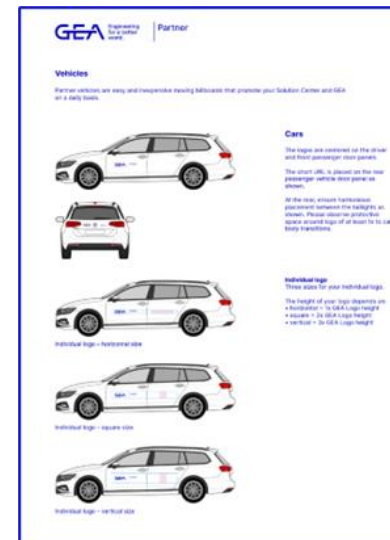 GEA
Engineering
for a better
world.
Partner
Vehicles
Partner vehicles are easy and inexpensive moving billboards that promote your Solution Center and GEA
on a daily basis.
Cars
The logos are centered on the driver
and front passenger door panels.
The short URL is placed on the rear
passenger vehicle door panel as
shown.
At the rear, ensure harmonious
placement between the taillights as
shown. Please observe protective
space around logo of at least to car
body transitions.
GEA
GEA
Individual logo
Three sizes for your individual logo.
The height of your logo depends on
• horizontal = 1x GEA Logo height
• square = 2x GEA Logo height
• vertical = 3x GEA Logo height
GEA
Individual logo – horizontal size
GEA
Individual logo – square size
GEA
Individual logo – vertical size